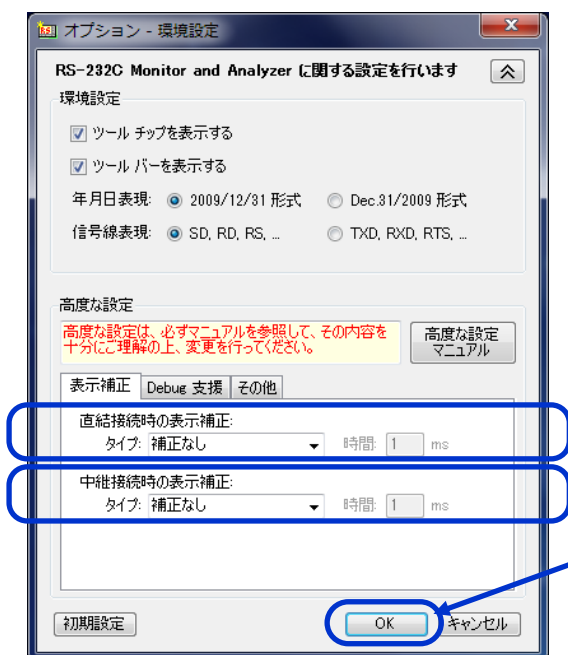 オプション - 環境設定
RS-232C Monitor and Analyzer に関する設定を行います
環境設定
ツール チップを表示する
ツール バーを表示する
年月日表現: 2009/12/31 形式 Dec.31/2009 形式
信号線表現: SD, RD, RS, ... TXD, RXD, RTS, ...
高度な設定
高度な設定は、必ずマニュアルを参照して、その内容を
十分にご理解の上、変更を行ってください。
高度な設定
マニュアル
表示補正 Debug 支援 その他
直結接続時の表示補正:
タイプ: 補正なし 時間: 1 ms
中継接続時の表示補正:
タイプ: 補正なし 時間: 1 ms
初期設定 OK キャンセル